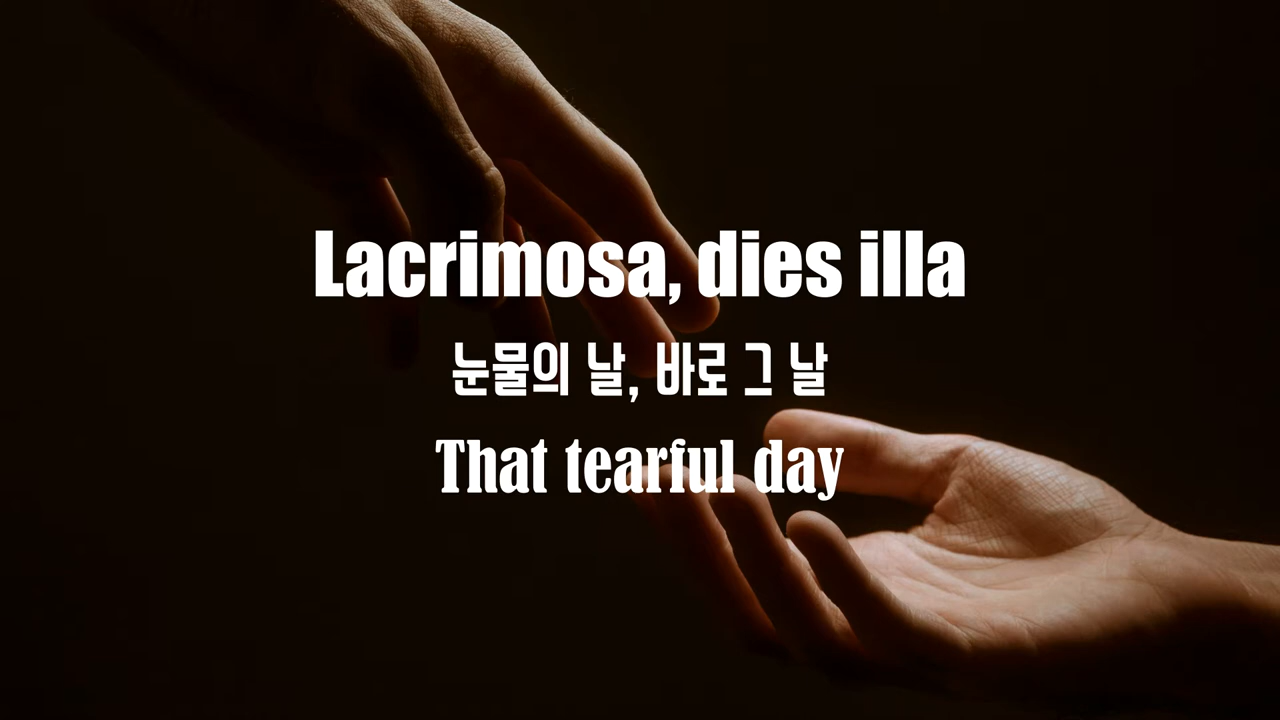 Lacrimosa, dies illa
눈물의 날, 바로 그 날
That tearful day